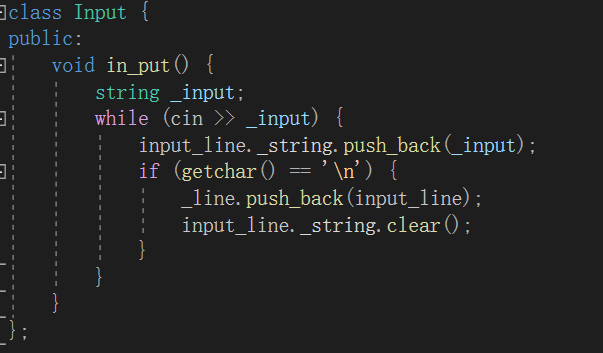 class Input {
public:
    void in_put() {
        string _input;
        while (cin >> _input) {
            input_line._string.push_back(_input);
            if (getchar() == '\n') {
                _line.push_back(input_line);
                input_line._string.clear();
            }
        }
    }
};